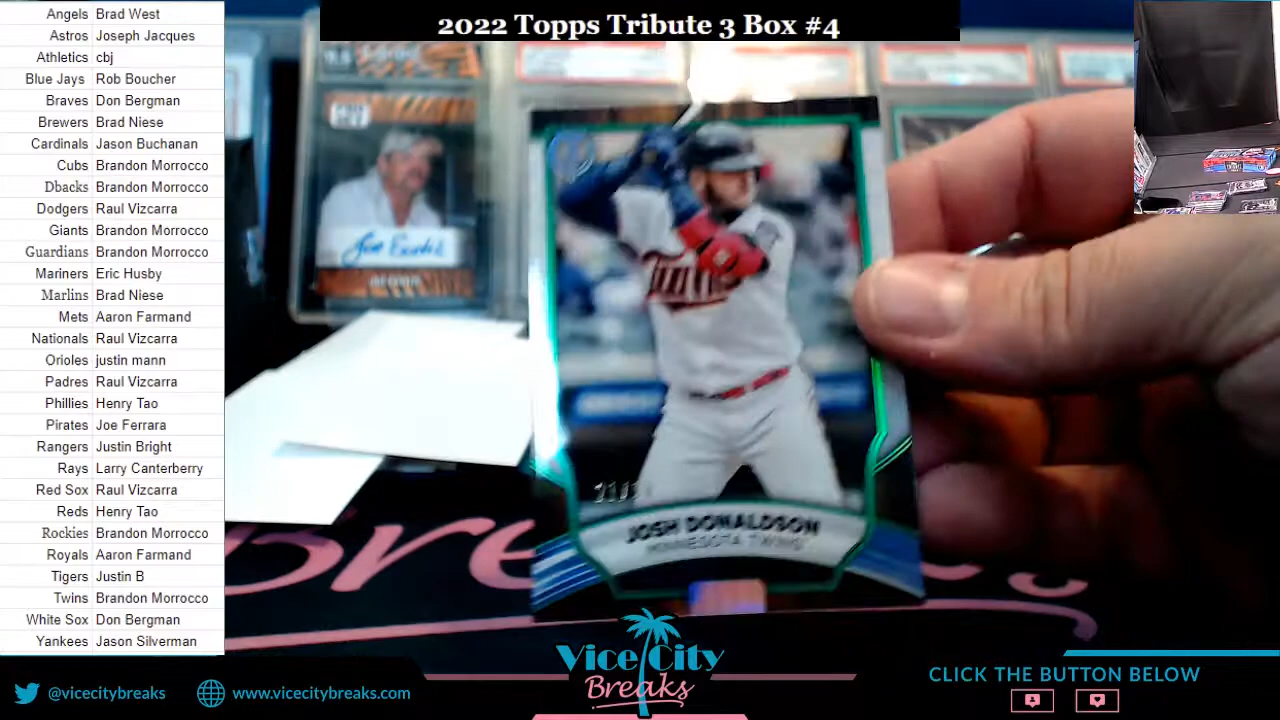 2022 Topps Tribute 3 Box #4
Angels Brad West
Astros Joseph Jacques
Athletics cbj
Blue Jays Rob Boucher
Braves Don Bergman
Brewers Brad Niese
Cardinals Jason Buchanan
Cubs Brandon Morrocco
Dbacks Brandon Morrocco
Dodgers Raul Vizcarra
Giants Brandon Morrocco
Guardians Brandon Morrocco
Mariners Eric Husby
Marlins Brad Niese
Mets Aaron Farmand
Nationals Raul Vizcarra
Orioles justin mann
Padres Raul Vizcarra
Phillies Henry Tao
Pirates Joe Ferrara
Rangers Justin Bright
Rays Larry Canterberry
Red Sox Raul Vizcarra
Reds Henry Tao
Rockies Brandon Morrocco
Royals Aaron Farmand
Tigers Justin B
Twins Brandon Morrocco
White Sox Don Bergman
Yankees Jason Silverman
Twins
JOSH DONALDSON
MINNESOTA TWINS
Vice City
Breaks
@vicecitybreaks
www.vicecitybreaks.com
CLICK THE BUTTON BELOW